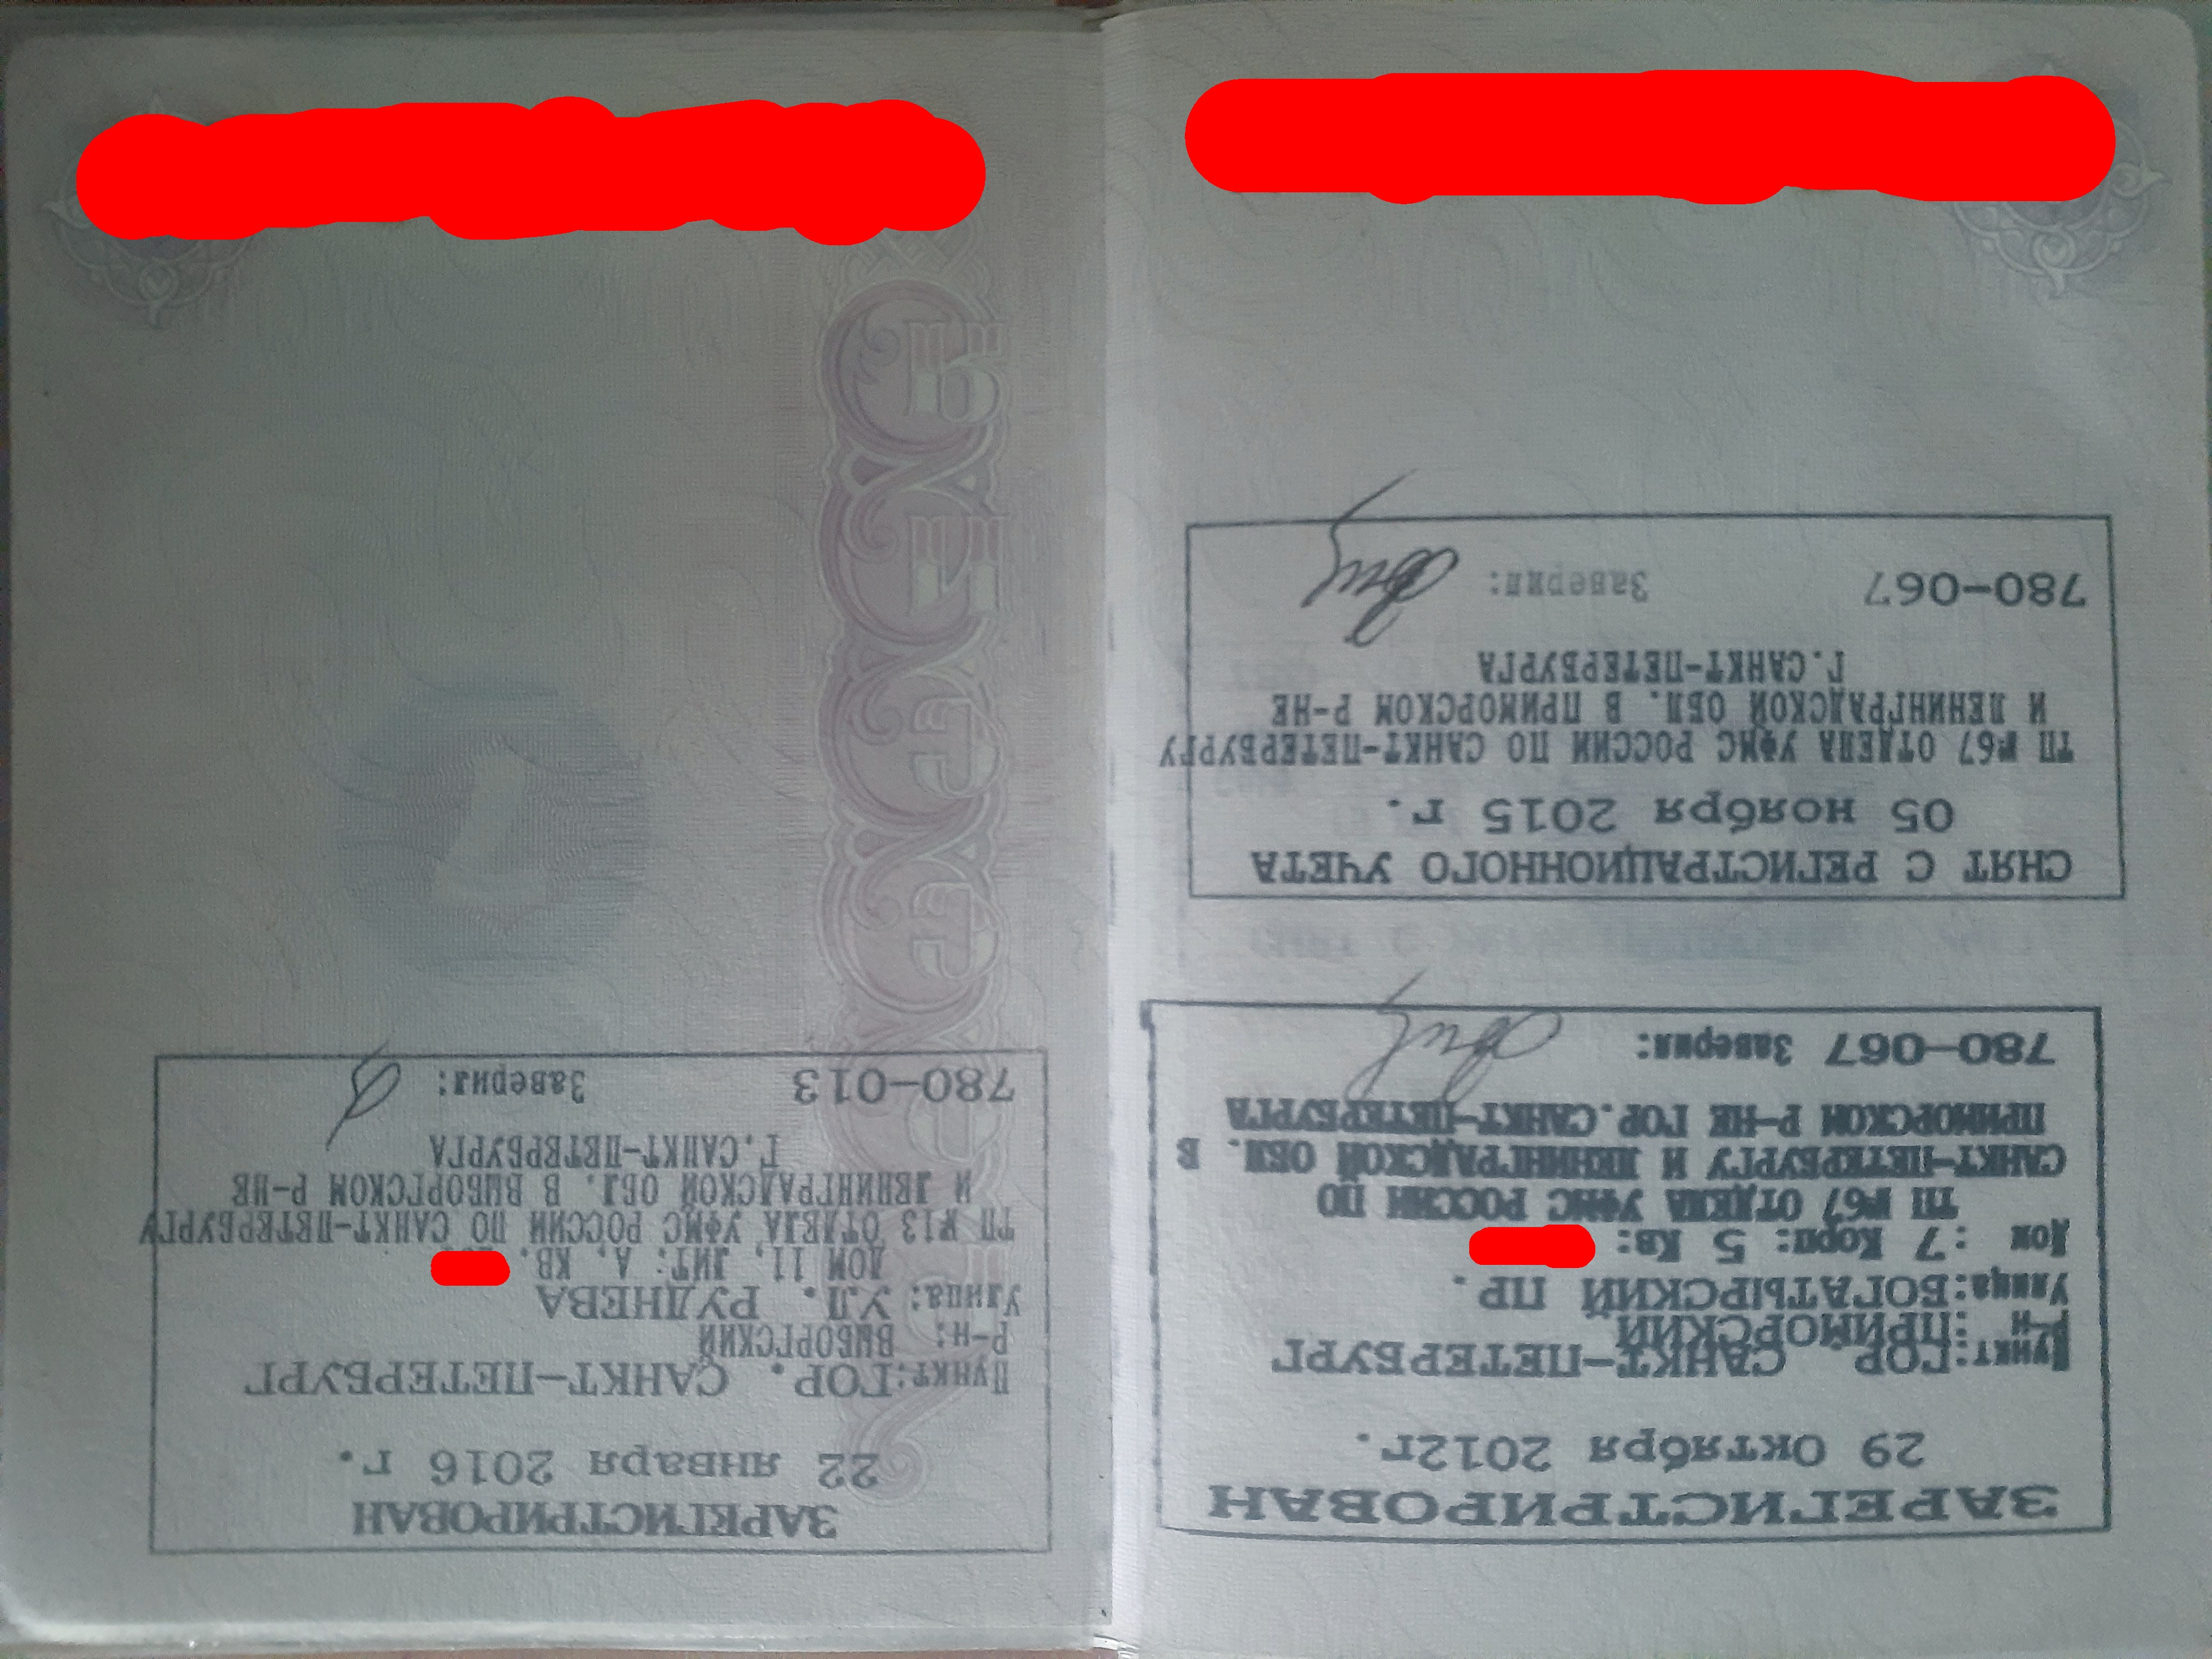 ЗАРЕГИСТРИРОВАН
29 Октября 2012г.
Пункт:ГОР САНКТ-ПЕТЕРБУРГ
Р-н :ПРИМОРСКИЙ
Улица:БОГАТЫРСКИЙ ПР.
Дом : 7 Корп: 5 Кв:
ТП №67 ОТДЕЛА УФМС РОССИИ ПО
САНКТ-ПЕТЕРБУРГУ И ЛЕНИНГРАДСКОЙ ОБЛ. В
ПРИМОРСКОМ Р-НЕ ГОР.САНКТ-ПЕТЕРБУРГА
780-067 Заверил:
СНЯТ С РЕГИСТРАЦИОННОГО УЧЕТА
05 ноября 2015 г.
ТП №67 ОТДЕЛА УФМС РОССИИ ПО САНКТ-ПЕТЕРБУРГУ
И ЛЕНИНГРАДСКОЙ ОБЛ. В ПРИМОРСКОМ Р-НЕ
Г.САНКТ-ПЕТЕРБУРГА
780-067 Заверил:
ЗАРЕГИСТРИРОВАН
22 января 2016 г.
Пункт:ГОР. САНКТ-ПЕТЕРБУРГ
Р-н: ВЫБОРГСКИЙ
Улица: УЛ. РУДНЕВА
ДОМ 11, ЛИТ: А, КВ.
ТП №13 ОТДЕЛА УФМС РОССИИ ПО САНКТ-ПЕТЕРБУРГУ
И ЛЕНИНГРАДСКОЙ ОБЛ. В ВЫБОРГСКОМ Р-НЕ
Г.САНКТ-ПЕТЕРБУРГА
780-013 Заверил: